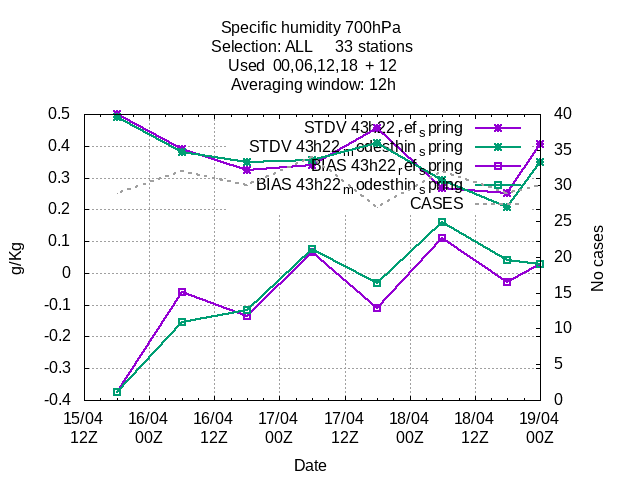 Specific humidity 700hPa
Selection: ALL 33 stations
Used 00,06,12,18 + 12
Averaging window: 12h
STDV 43h22_ref_spring
STDV 43h22_modesthin_spring
BIAS 43h22_ref_spring
BIAS 43h22_modesthin_spring
CASES
g/Kg
0.5
0.4
0.3
0.2
0.1
0
-0.1
-0.2
-0.3
-0.4
40
35
30
25
20
15
10
5
0
No cases
15/04 16/04 16/04 17/04 17/04 18/04 18/04 19/04
12Z 00Z 12Z 00Z 12Z 00Z 12Z 00Z
Date